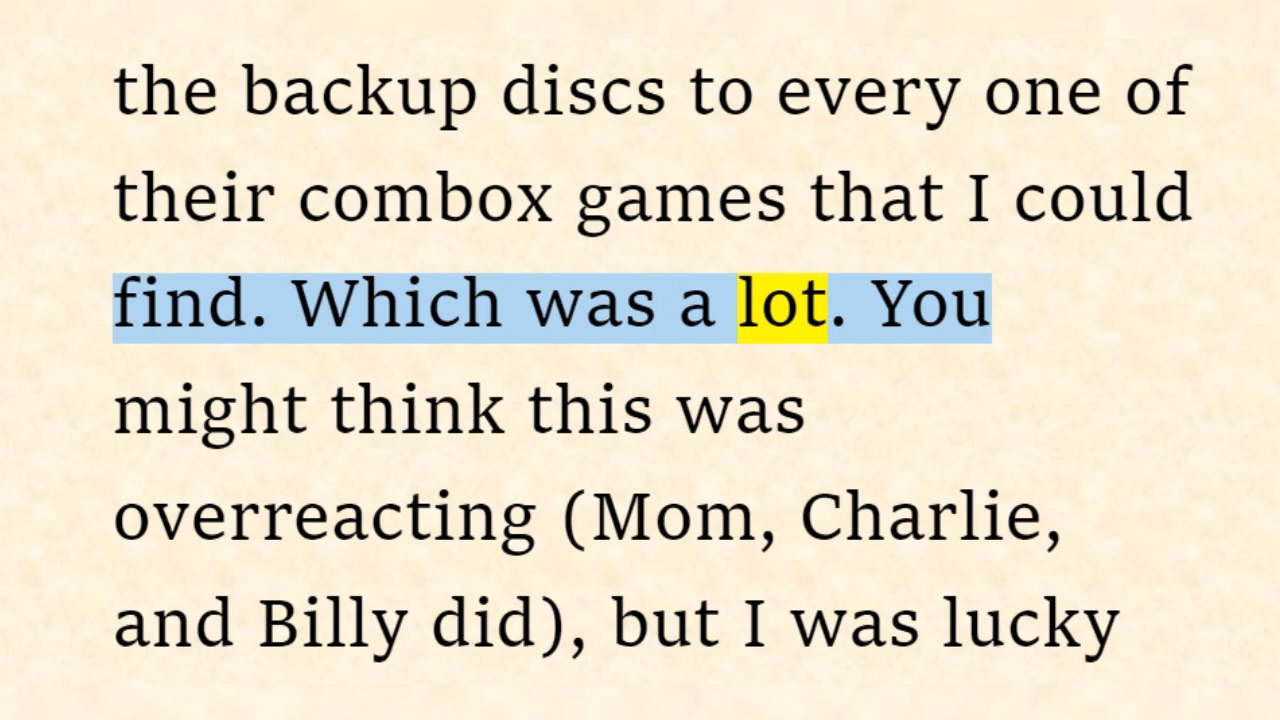 the backup discs to every one of
their combox games that I could
find. Which was a lot. You
might think this was
overreacting (Mom, Charlie,
and Billy did), but I was lucky